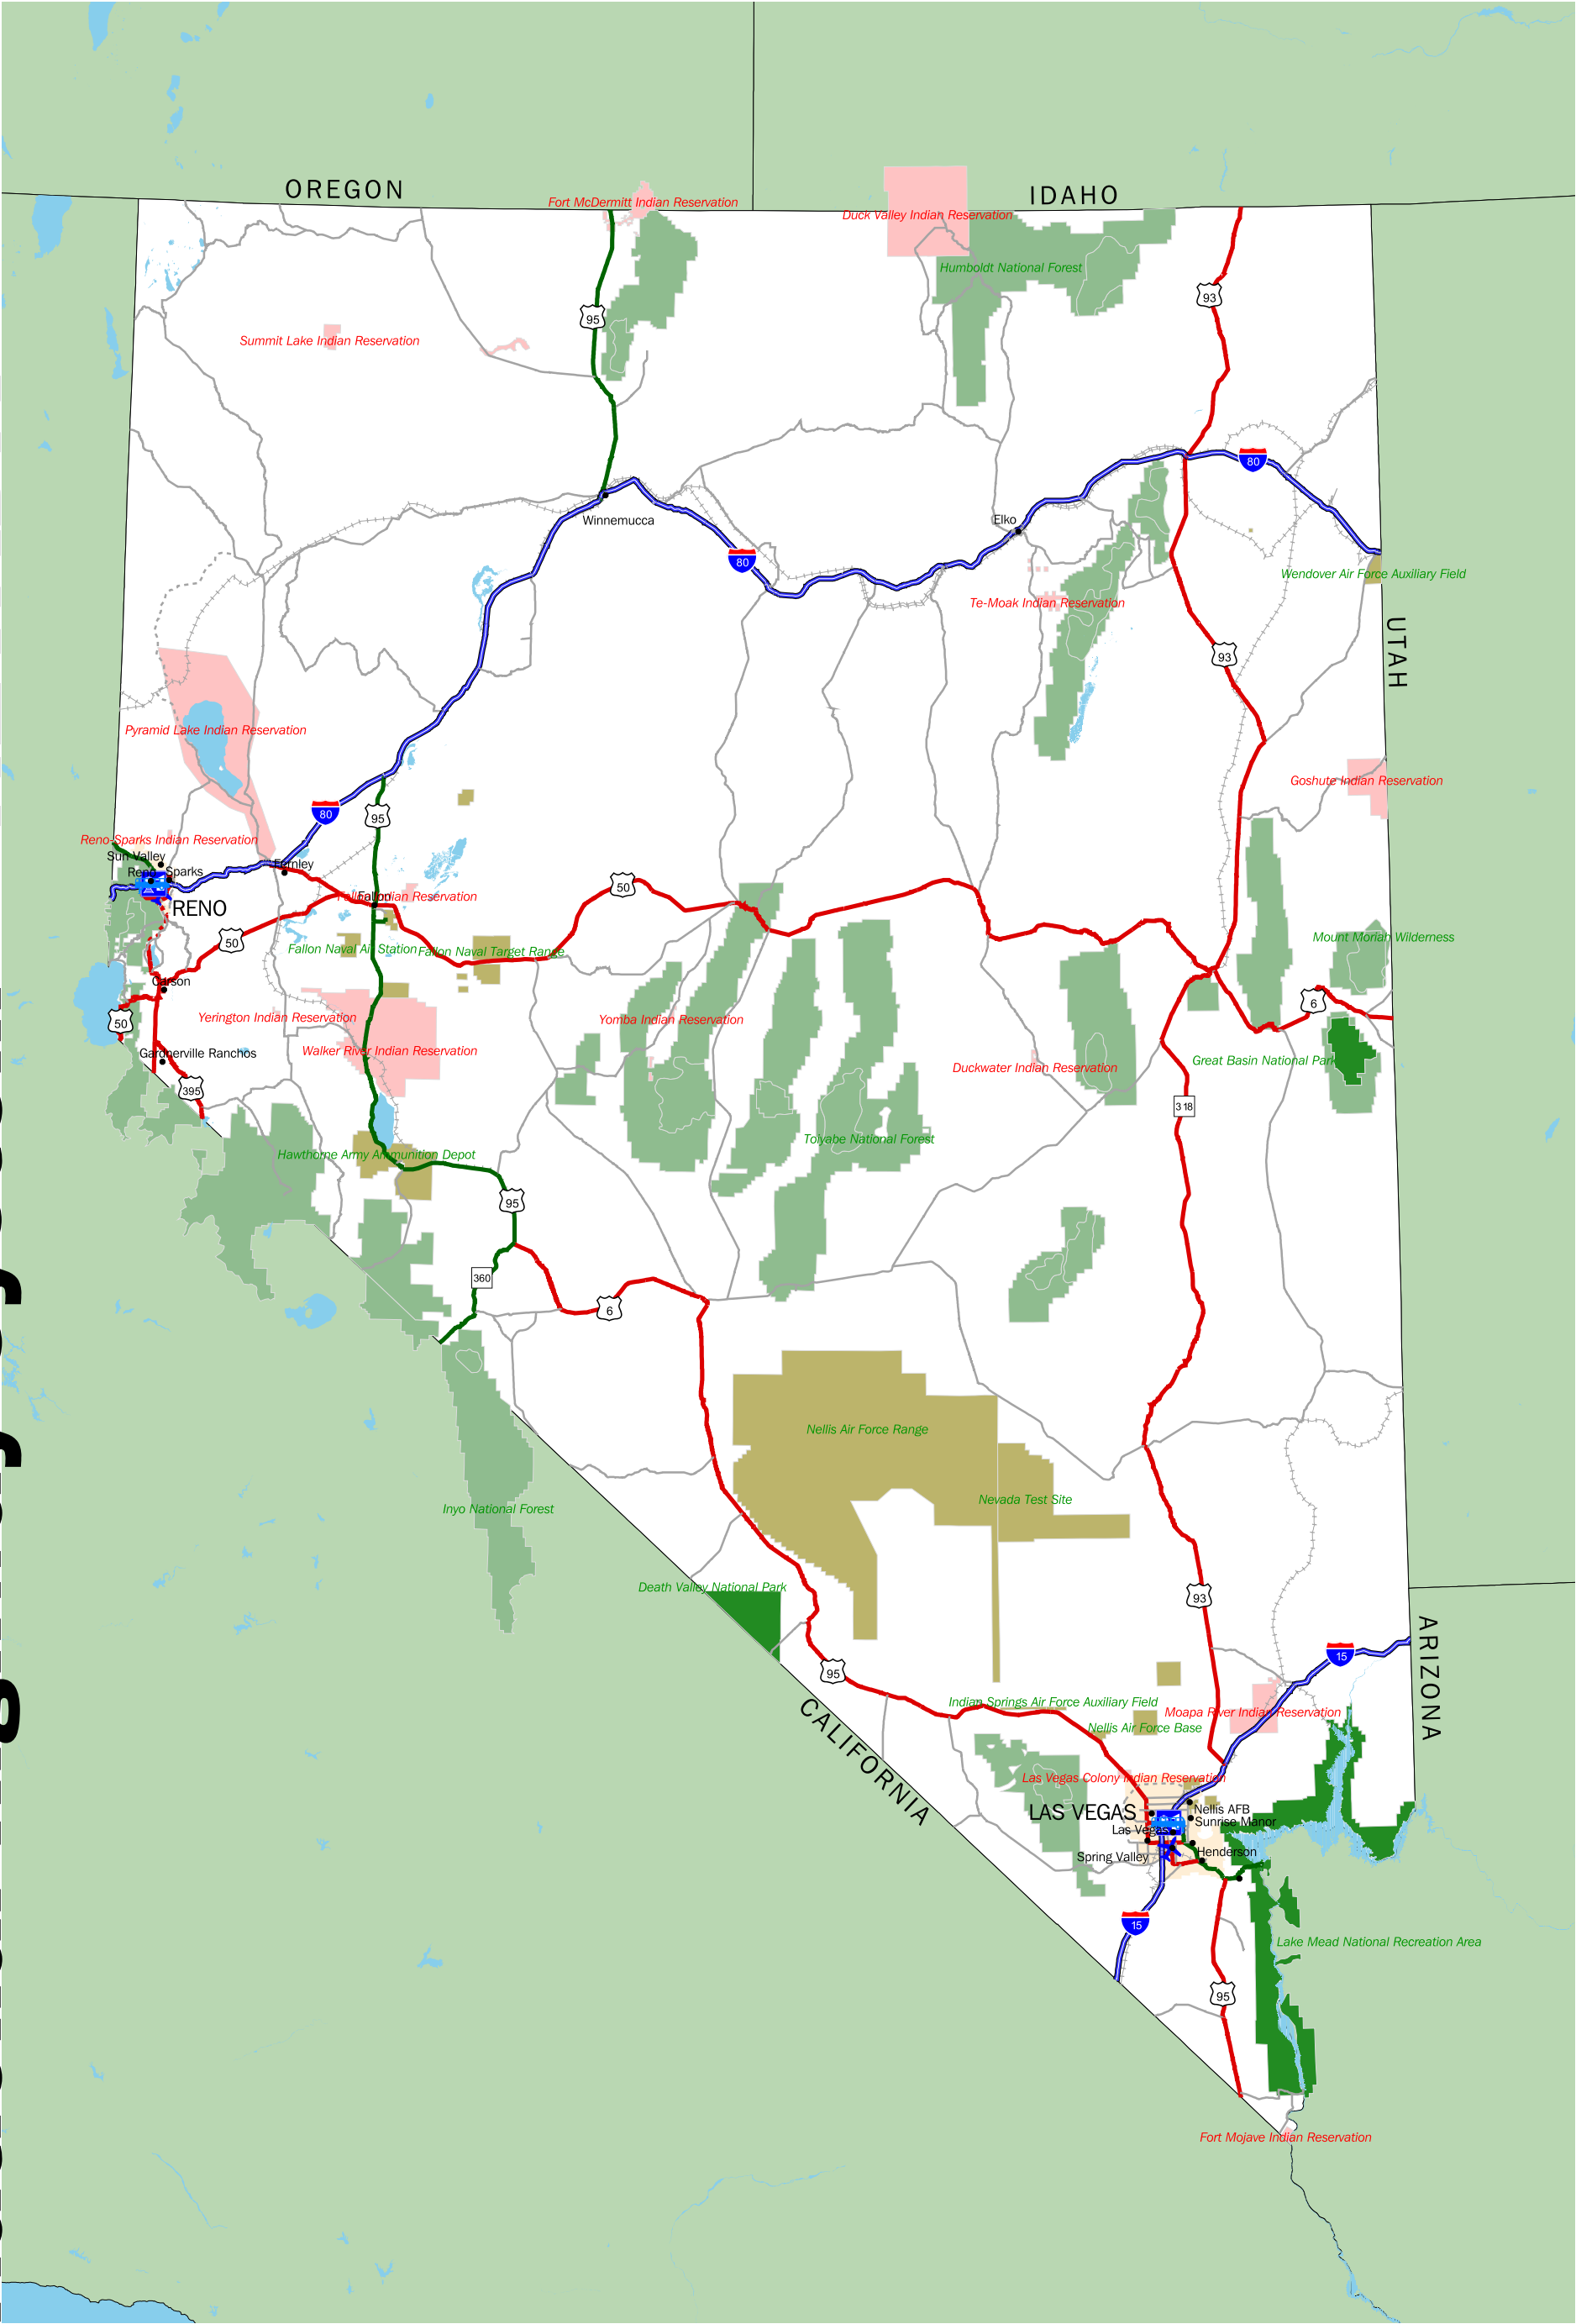 OREGON
IDAHO
Fort McDermitt Indian Reservation
Duck Valley Indian Reservation
Humboldt National Forest
93
95
Summit Lake Indian Reservation
80
Winnemucca
Elko
80
Wendover Air Force Auxiliary Field
Te-Moak Indian Reservation
UTAH
93
Pyramid Lake Indian Reservation
Goshute Indian Reservation
80
95
Reno-Sparks Indian Reservation
Sun Valley
Fernley
Reno
Sparks
50
Fallon Indian Reservation
Fallon
RENO
50
Fallon Naval Air Station
Fallon Naval Target Range
Mount Moriah Wilderness
Carson
6
50
Yerington Indian Reservation
Yomba Indian Reservation
Gardnerville Ranchos
Walker River Indian Reservation
Duckwater Indian Reservation
Great Basin National Park
395
318
Toiyabe National Forest
Hawthorne Army Ammunition Depot
95
360
6
Nellis Air Force Range
Nevada Test Site
Inyo National Forest
Death Valley National Park
93
ARIZONA
15
95
Indian Springs Air Force Auxiliary Field
Moapa River Indian Reservation
Nellis Air Force Base
CALIFORNIA
Las Vegas Colony Indian Reservation
LAS VEGAS
Nellis AFB
Sunrise Manor
Las Vegas
Henderson
Spring Valley
15
Lake Mead National Recreation Area
95
Fort Mojave Indian Reservation